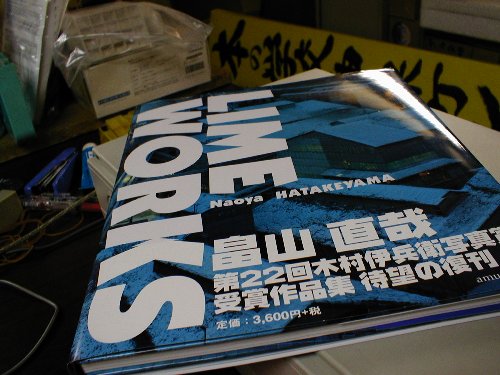 LIME
WORKS
Naoya HATAKEYAMA
畠山 直哉
第22回木村伊兵衛写真賞
受賞作品集 待望の復刊
amu
定価：3,600円+税